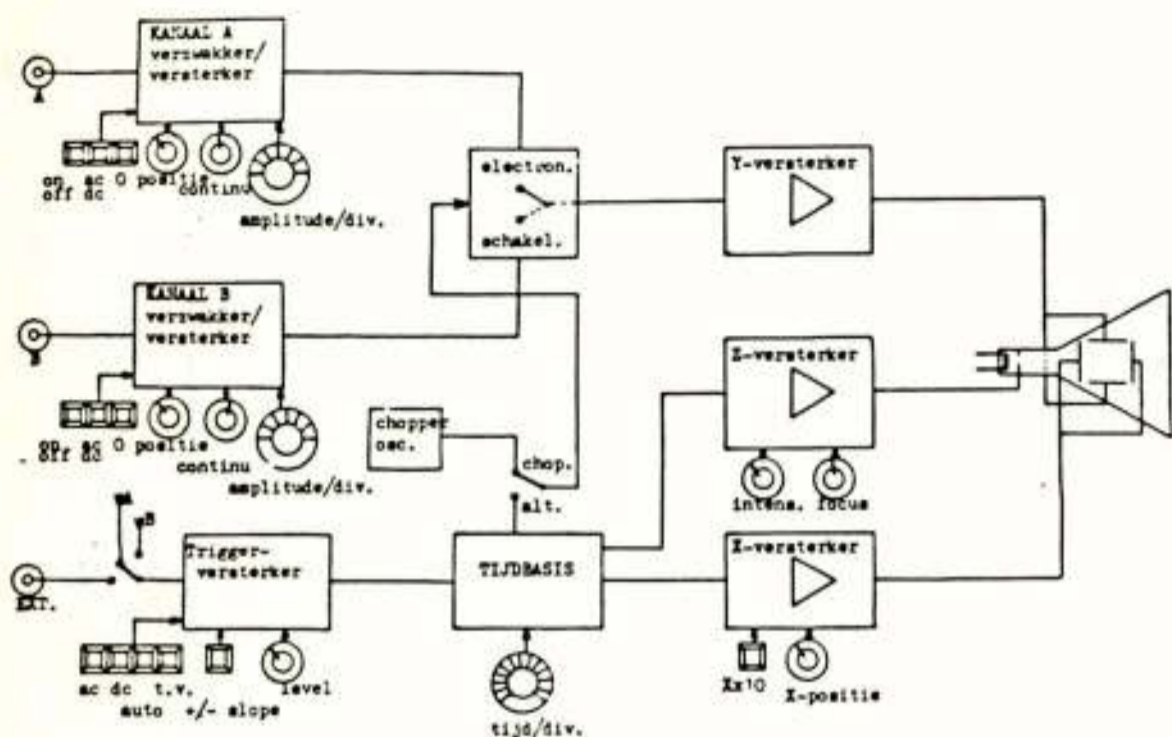 KANAAL A
verzwakker/
versterker
A
on ac 0 positie
off dc
continu
amplitude/div.
electron.
schakel.
Y-versterker
KANAAL B
verzwakker/
versterker
B
on ac 0 positie
off dc
continu
amplitude/div.
chopper
osc.
chop.
alt.
Z-versterker
intens. focus
A
B
EXT.
Trigger-
versterker
ac dc t.v.
auto +/- slope
level
TIJDBASIS
tijd/div.
X-versterker
Xx10
X-positie